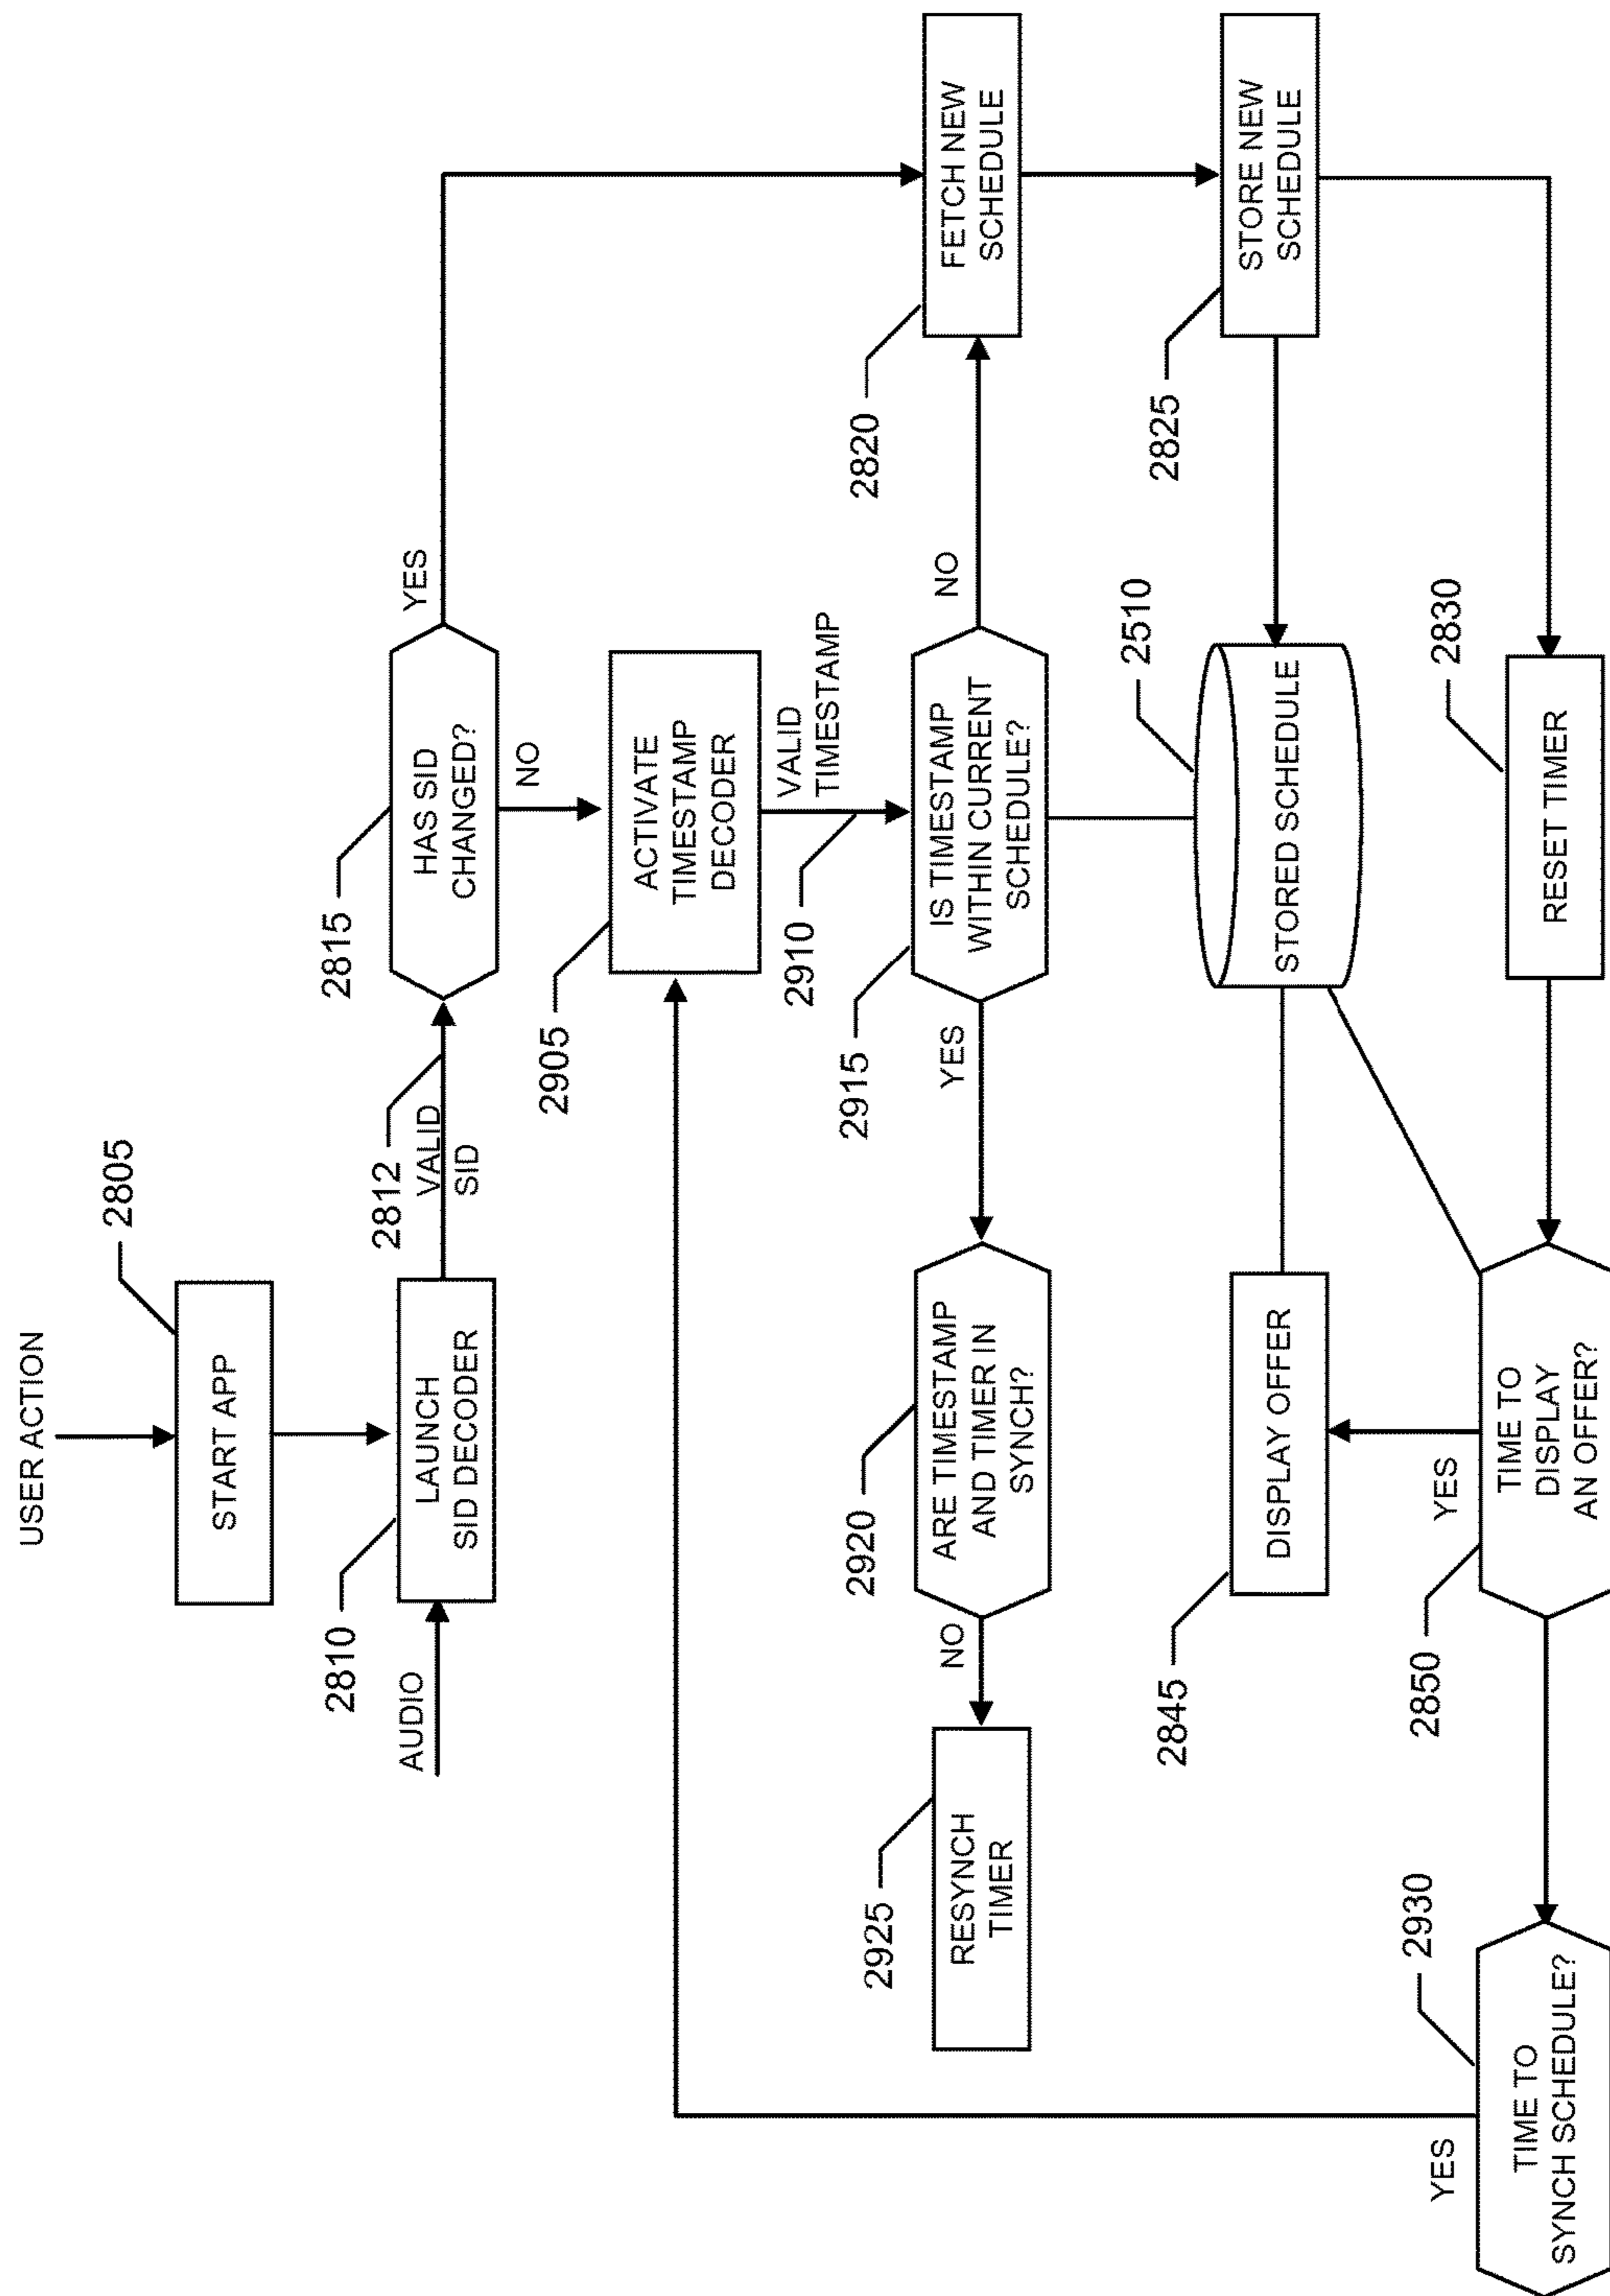 USER ACTION
2805
START APP
AUDIO
2810
LAUNCH
SID DECODER
2812
VALID
SID
2815
HAS SID
CHANGED?
YES
NO
2905
ACTIVATE
TIMESTAMP
DECODER
2910
VALID
TIMESTAMP
2915
IS TIMESTAMP
WITHIN CURRENT
SCHEDULE?
YES
NO
2820
FETCH NEW
SCHEDULE
2920
ARE TIMESTAMP
AND TIMER IN
SYNCH?
NO
2925
RESYNCH
TIMER
2825
STORE NEW
SCHEDULE
2510
STORED SCHEDULE
2845
DISPLAY OFFER
2830
RESET TIMER
2850
YES
TIME TO
DISPLAY
AN OFFER?
2930
YES
TIME TO
SYNCH SCHEDULE?